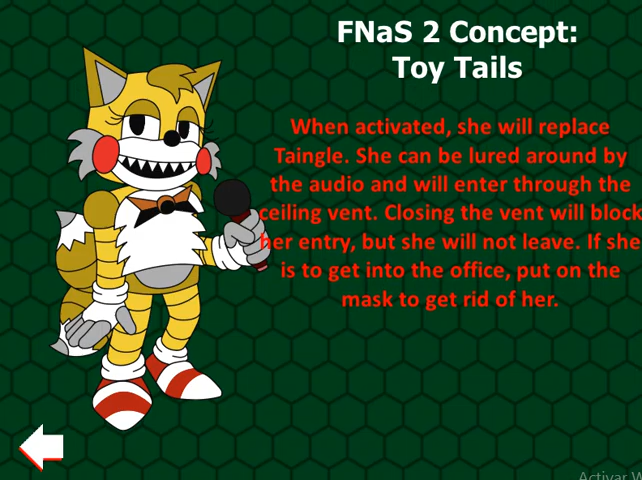 FNaS 2 Concept:
Toy Tails
When activated, she will replace
Taingle. She can be lured around by
the audio and will enter through the
ceiling vent. Closing the vent will block
her entry, but she will not leave. If she
is to get into the office, put on the
mask to get rid of her.
Activar W